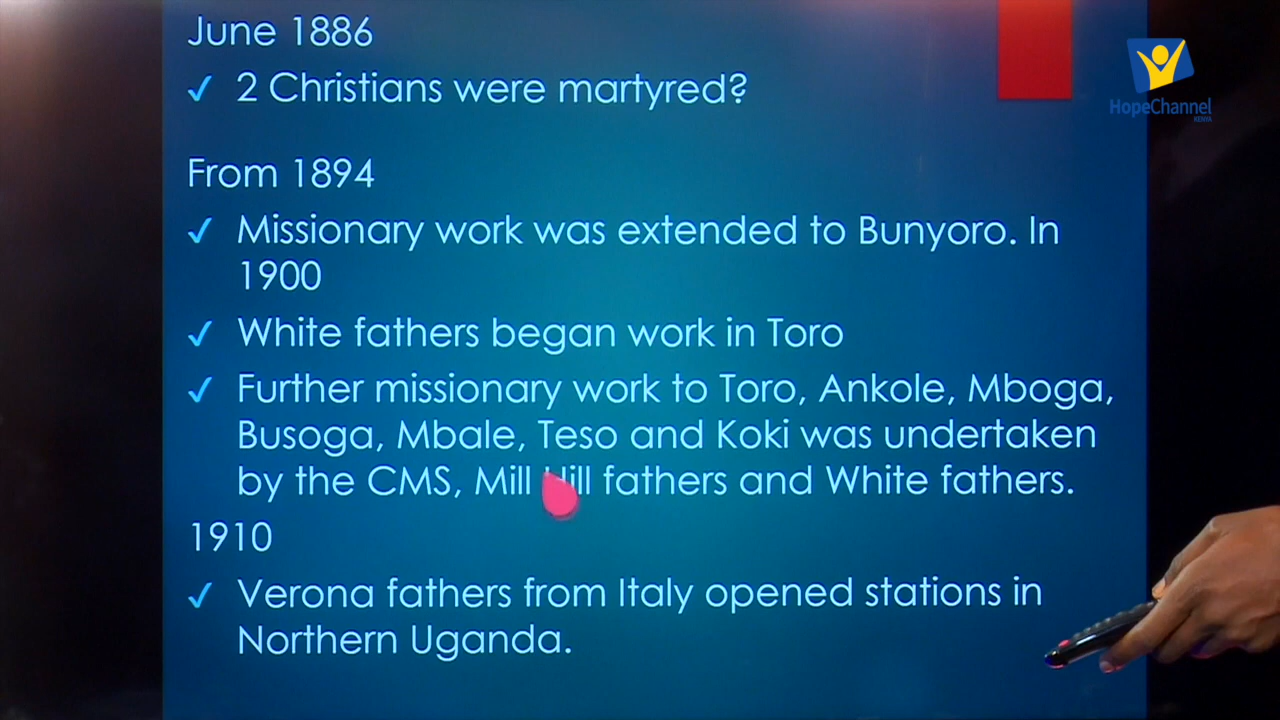 June 1886
✓ 2 Christians were martyred?
HopeChannel
KENYA
From 1894
✓ Missionary work was extended to Bunyoro. In
1900
✓ White fathers began work in Toro
✓ Further missionary work to Toro, Ankole, Mboga,
Busoga, Mbale, Teso and Koki was undertaken
by the CMS, Mill Hill fathers and White fathers.
1910
✓ Verona fathers from Italy opened stations in
Northern Uganda.